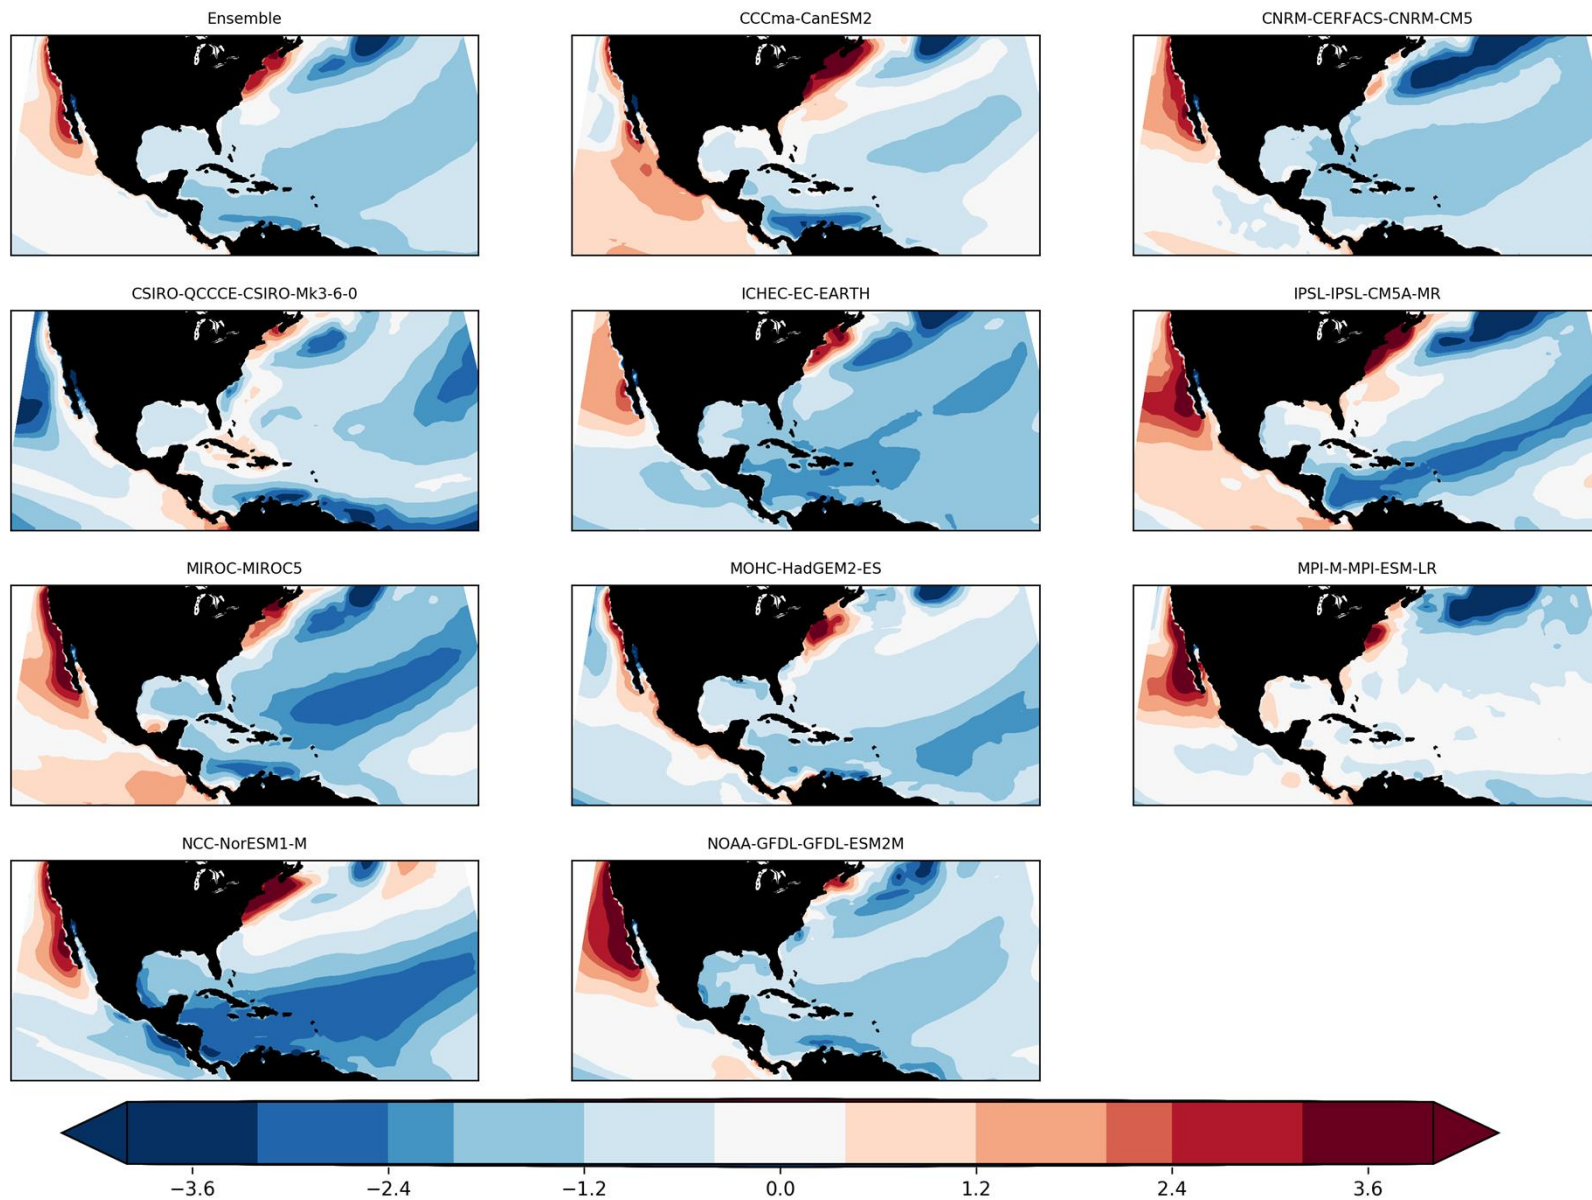 Ensemble
CCCma-CanESM2
CNRM-CERFACS-CNRM-CM5
CSIRO-QCCCE-CSIRO-Mk3-6-0
ICHEC-EC-EARTH
IPSL-IPSL-CM5A-MR
MIROC-MIROC5
MOHC-HadGEM2-ES
MPI-M-MPI-ESM-LR
NCC-NorESM1-M
NOAA-GFDL-GFDL-ESM2M
−3.6 −2.4 −1.2 0.0 1.2 2.4 3.6